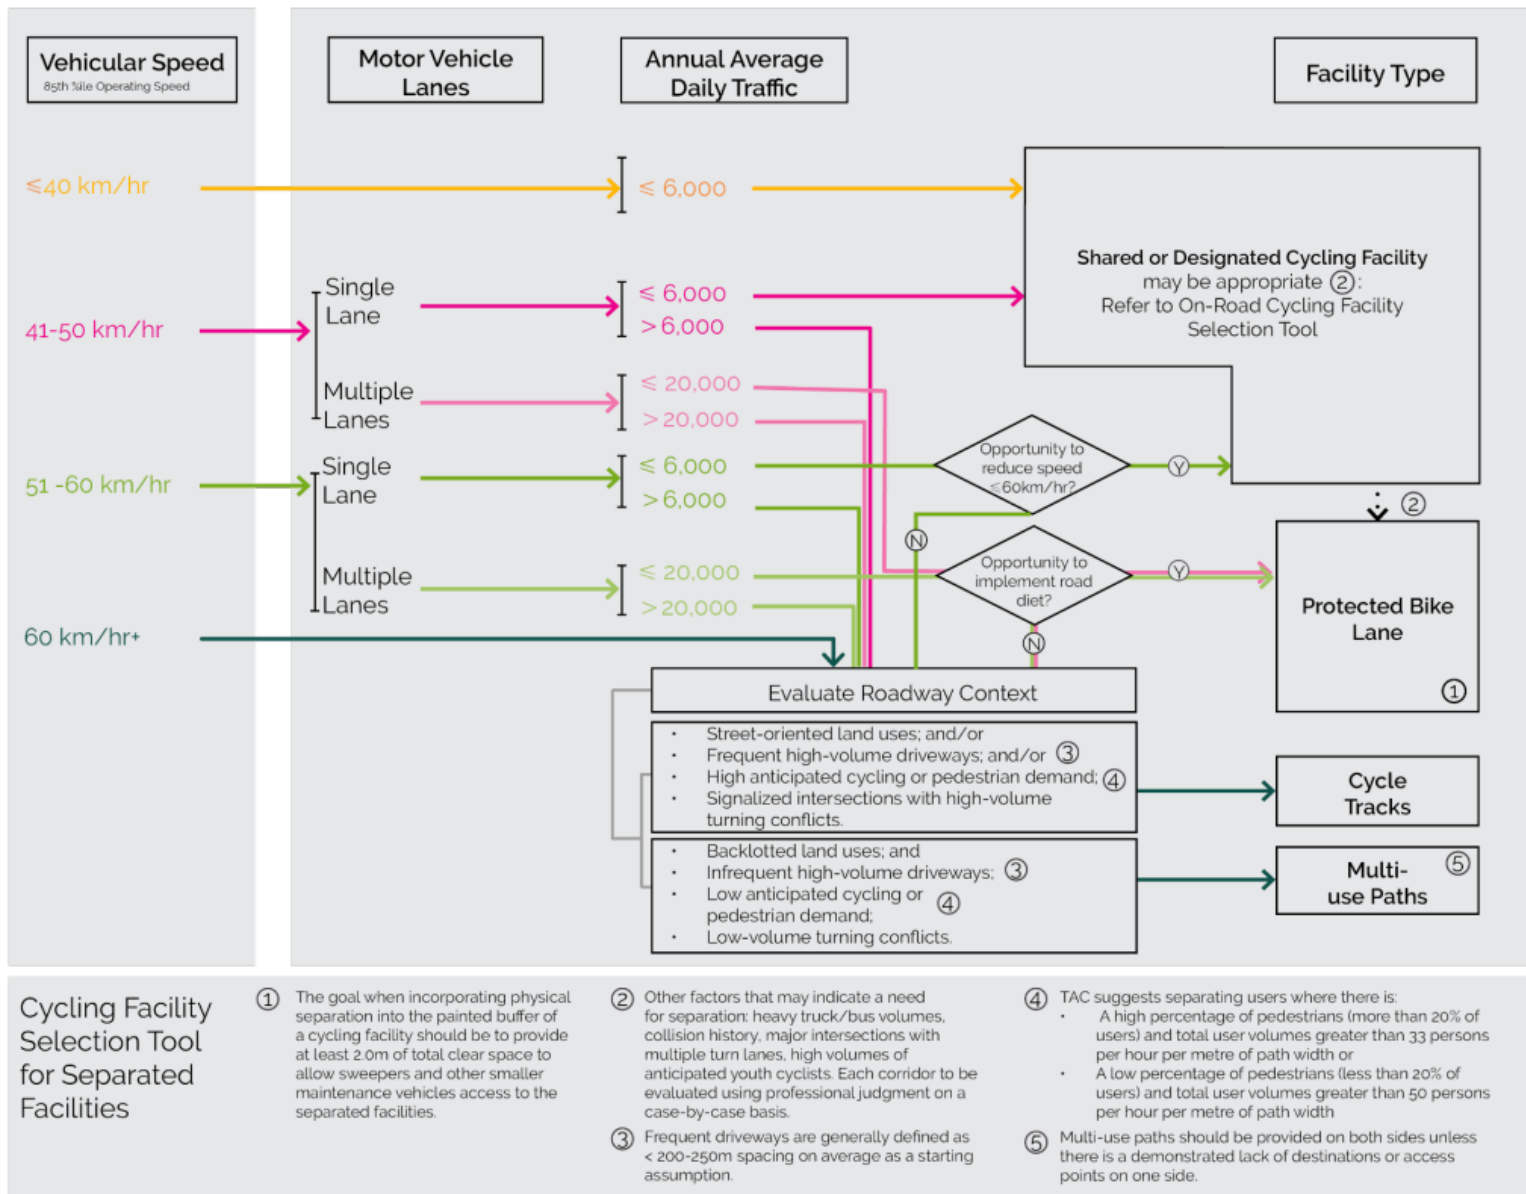 Vehicular Speed
85th %ile Operating Speed
Motor Vehicle
Lanes
Annual Average
Daily Traffic
Facility Type
≤40 km/hr
≤ 6,000
Shared or Designated Cycling Facility
may be appropriate ②:
Refer to On-Road Cycling Facility
Selection Tool
41-50 km/hr
Single
Lane
≤ 6,000
>6,000
Multiple
Lanes
≤ 20,000
>20,000
51 -60 km/hr
Single
Lane
≤ 6,000
>6,000
Multiple
Lanes
≤ 20,000
>20,000
Opportunity to
reduce speed
≤60km/hr?
Y
N
②
Opportunity to
implement road
diet?
Y
N
Protected Bike
Lane
①
60 km/hr+
Evaluate Roadway Context
• Street-oriented land uses; and/or
• Frequent high-volume driveways; and/or ③
• High anticipated cycling or pedestrian demand; ④
• Signalized intersections with high-volume
turning conflicts.
Cycle
Tracks
• Backlotted land uses; and
• Infrequent high-volume driveways; ③
• Low anticipated cycling or
pedestrian demand; ④
• Low-volume turning conflicts.
Multi-
use Paths
⑤
Cycling Facility
Selection Tool
for Separated
Facilities
① The goal when incorporating physical
separation into the painted buffer of
a cycling facility should be to provide
at least 2.0m of total clear space to
allow sweepers and other smaller
maintenance vehicles access to the
separated facilities.
② Other factors that may indicate a need
for separation: heavy truck/bus volumes,
collision history, major intersections with
multiple turn lanes, high volumes of
anticipated youth cyclists. Each corridor to be
evaluated using professional judgment on a
case-by-case basis.
③ Frequent driveways are generally defined as
< 200-250m spacing on average as a starting
assumption.
④ TAC suggests separating users where there is:
• A high percentage of pedestrians (more than 20% of
users) and total user volumes greater than 33 persons
per hour per metre of path width or
• A low percentage of pedestrians (less than 20% of
users) and total user volumes greater than 50 persons
per hour per metre of path width
⑤ Multi-use paths should be provided on both sides unless
there is a demonstrated lack of destinations or access
points on one side.